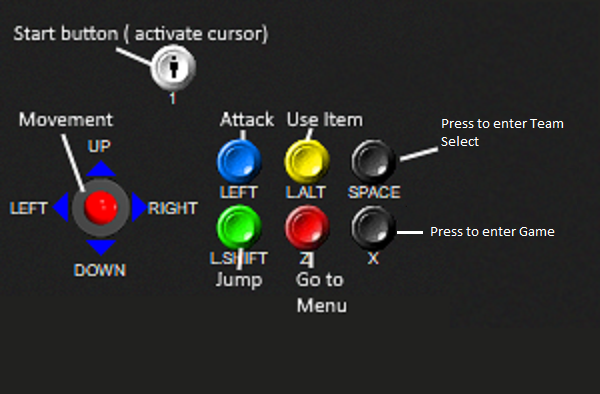 Start button ( activate cursor)
1
Movement
Attack
Use Item
Press to enter Team
Select
UP
LEFT
RIGHT
DOWN
LEFT
L.ALT
SPACE
L.SHIFT
Z
X
Press to enter Game
Jump
Go to
Menu